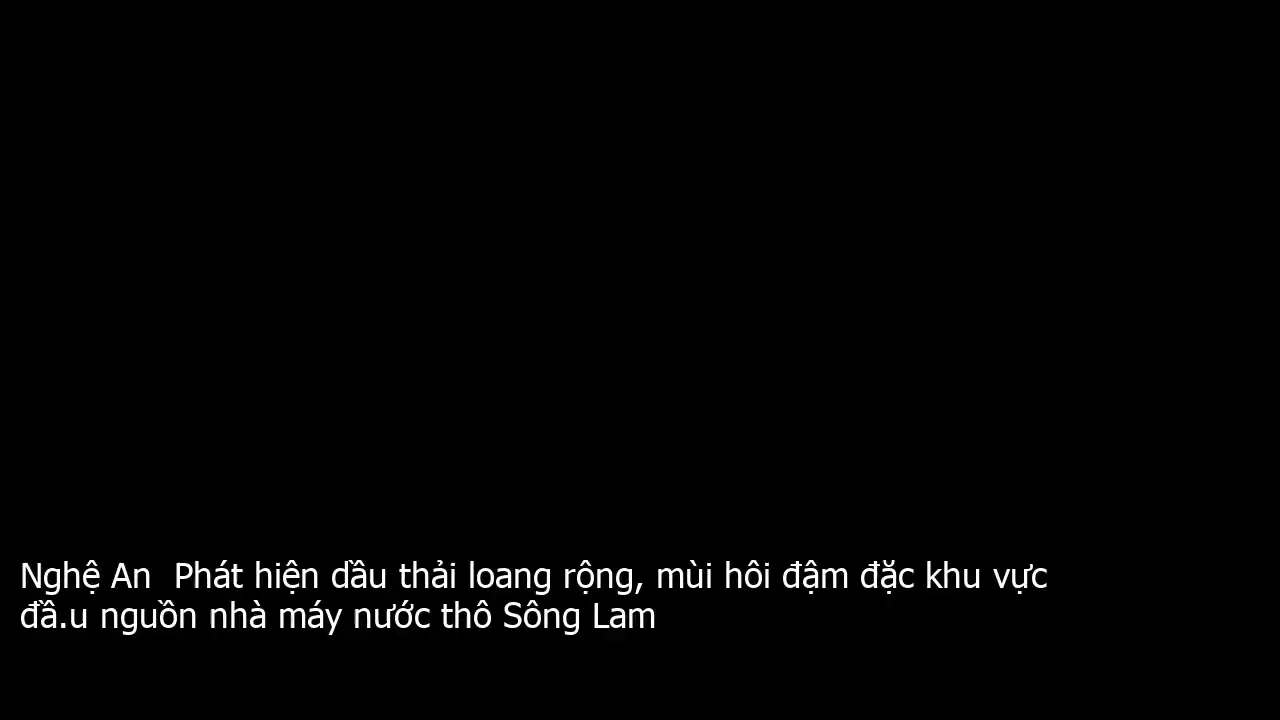 Nghệ An  Phát hiện dầu thải loang rộng, mùi hôi đậm đặc khu vực
đầ.u nguồn nhà máy nước thô Sông Lam